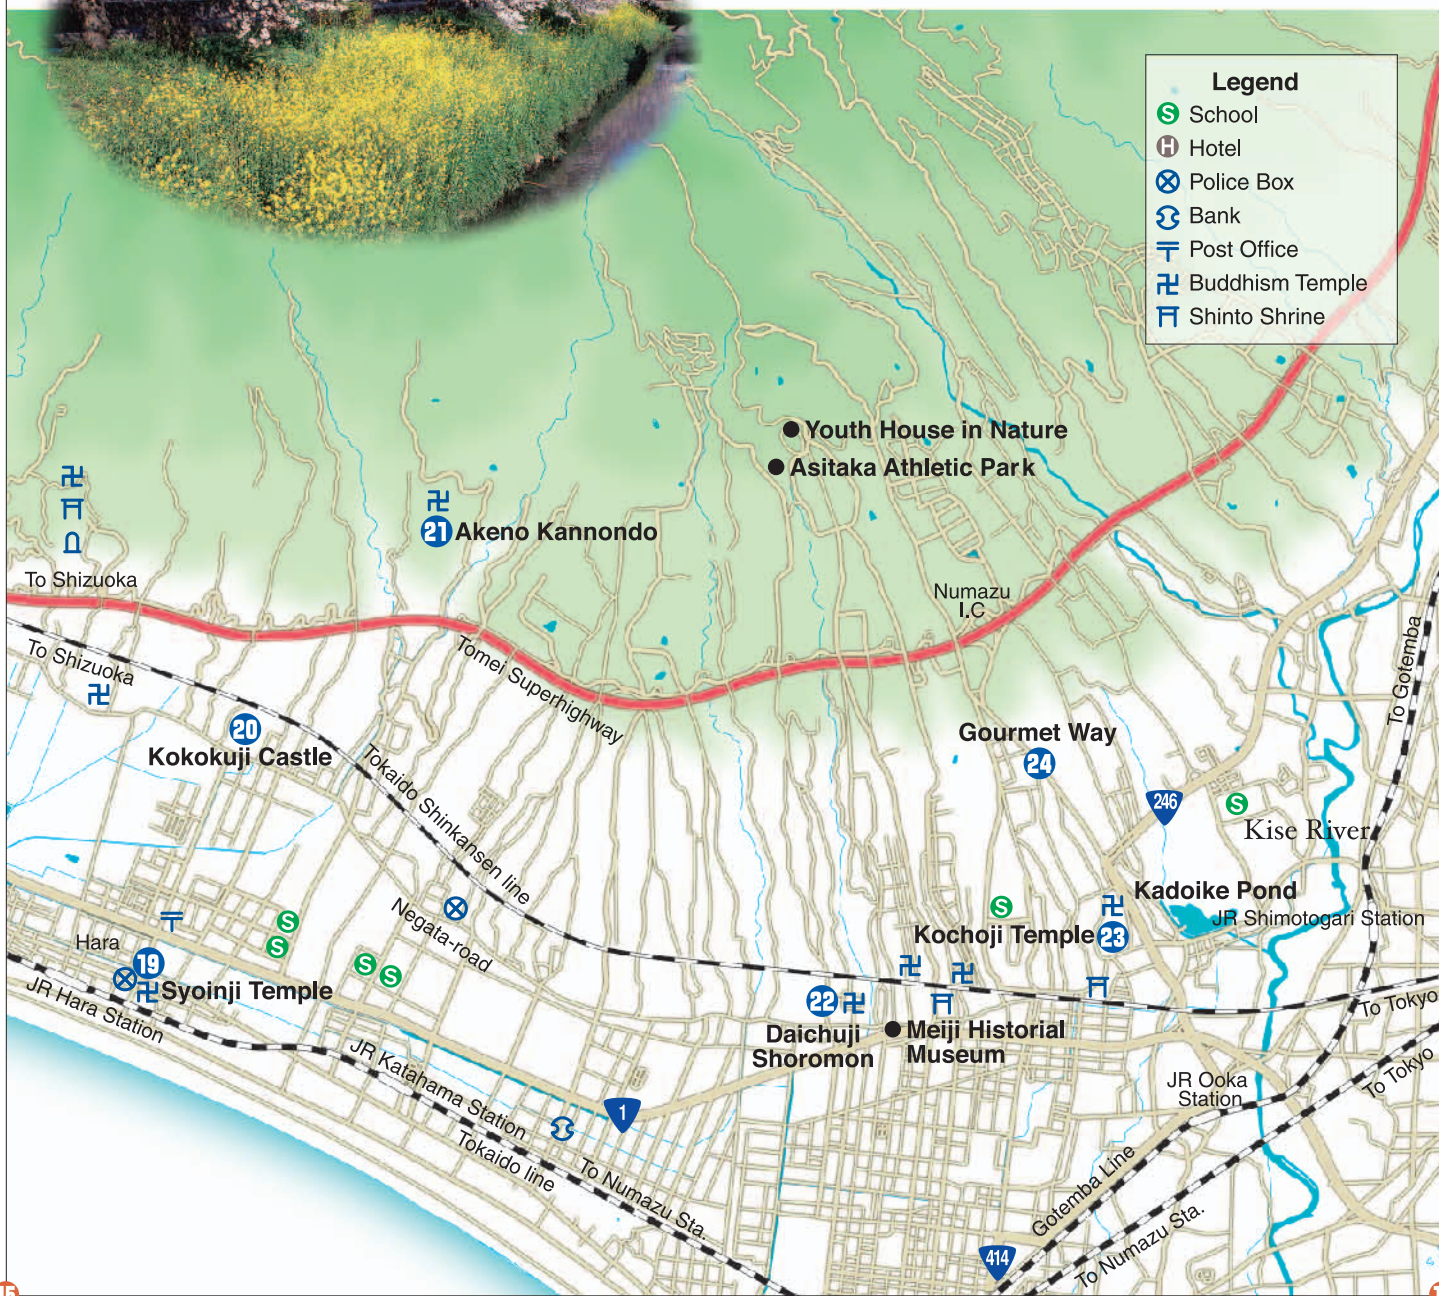 Legend
S School
H Hotel
Police Box
Bank
Post Office
Buddhism Temple
Shinto Shrine
Youth House in Nature
Asitaka Athletic Park
21 Akeno Kannondo
To Shizuoka
Numazu
I.C
To Shizuoka
Tomei Superhighway
To Gotemba
20
Kokokuji Castle
Gourmet Way
24
Tokaido Shinkansen line
246
S
Kise River
Kadoike Pond
JR Shimotogari Station
S
S
S
Negata-road
Kochoji Temple 23
Hara
19
S
S
Syoinji Temple
JR Hara Station
22
Daichuji
Shoromon
Meiji Historial
Museum
To Tokyo
To Tokyo
JR Ooka
Station
JR Katahama Station
1
Tokaido line
To Numazu Sta.
Gotemba Line
To Numazu Sta.
414